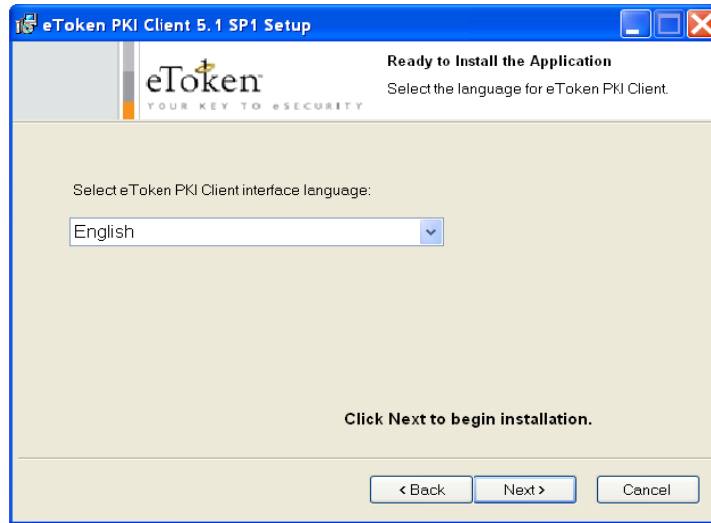 eToken PKI Client 5.1 SP1 Setup
eToken
YOUR KEY TO eSECURITY
Ready to Install the Application
Select the language for eToken PKI Client.
Select eToken PKI Client interface language:
English
Click Next to begin installation.
< Back
Next >
Cancel